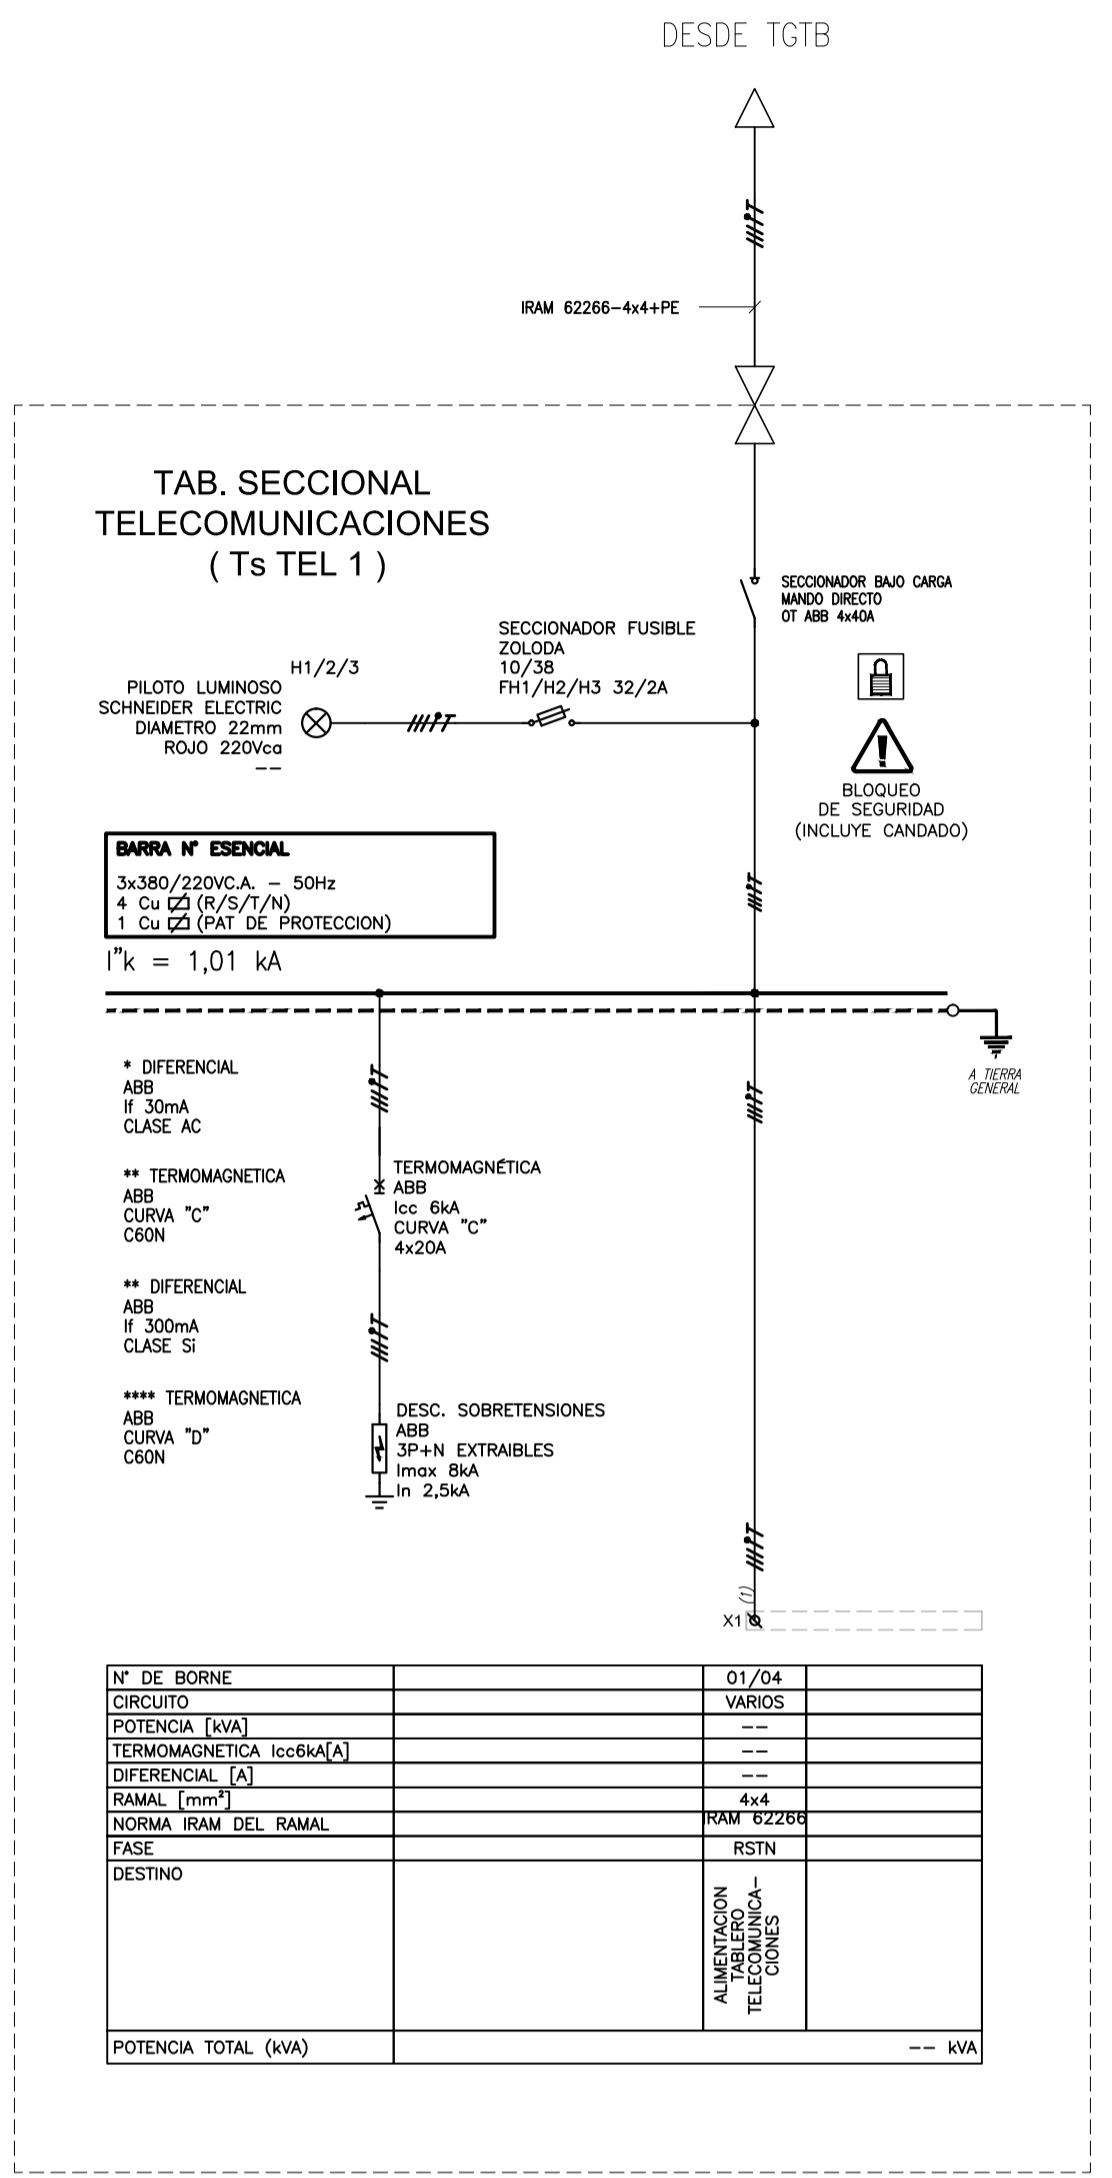 DESDE TGTB
IRAM 62266-4x4+PE
TAB. SECCIONAL
TELECOMUNICACIONES
( Ts TEL 1 )
SECCIONADOR BAJO CARGA
MANDO DIRECTO
OT ABB 4x40A
SECCIONADOR FUSIBLE
ZOLODA
10/38
FH1/H2/H3 32/2A
H1/2/3
PILOTO LUMINOSO
SCHNEIDER ELECTRIC
DIAMETRO 22mm
ROJO 220Vca
--
BLOQUEO
DE SEGURIDAD
(INCLUYE CANDADO)
BARRA N° ESENCIAL
3x380/220VC.A. - 50Hz
4 Cu (R/S/T/N)
1 Cu (PAT DE PROTECCION)
I"k = 1,01 kA
A TIERRA
GENERAL
* DIFERENCIAL
ABB
If 30mA
CLASE AC
** TERMOMAGNETICA
ABB
CURVA "C"
C60N
** DIFERENCIAL
ABB
If 300mA
CLASE Si
**** TERMOMAGNETICA
ABB
CURVA "D"
C60N
TERMOMAGNÉTICA
ABB
Icc 6kA
CURVA "C"
4x20A
DESC. SOBRETENSIONES
ABB
3P+N EXTRAIBLES
Imax 8kA
In 2,5kA
(1)
X1
N° DE BORNE 01/04
CIRCUITO VARIOS
POTENCIA [kVA] --
TERMOMAGNETICA Icc6kA[A] --
DIFERENCIAL [A] --
RAMAL [mm²] 4x4
NORMA IRAM DEL RAMAL IRAM 62266
FASE RSTN
DESTINO
ALIMENTACION
TABLERO
TELECOMUNICA-
CIONES
POTENCIA TOTAL (kVA) -- kVA